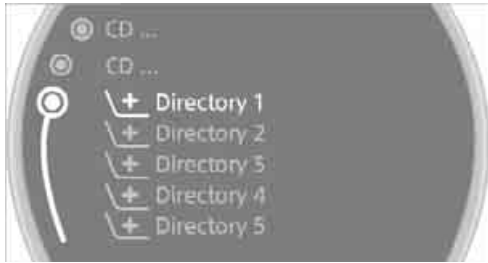 CD ...
CD ...
Directory 1
Directory 2
Directory 3
Directory 4
Directory 5